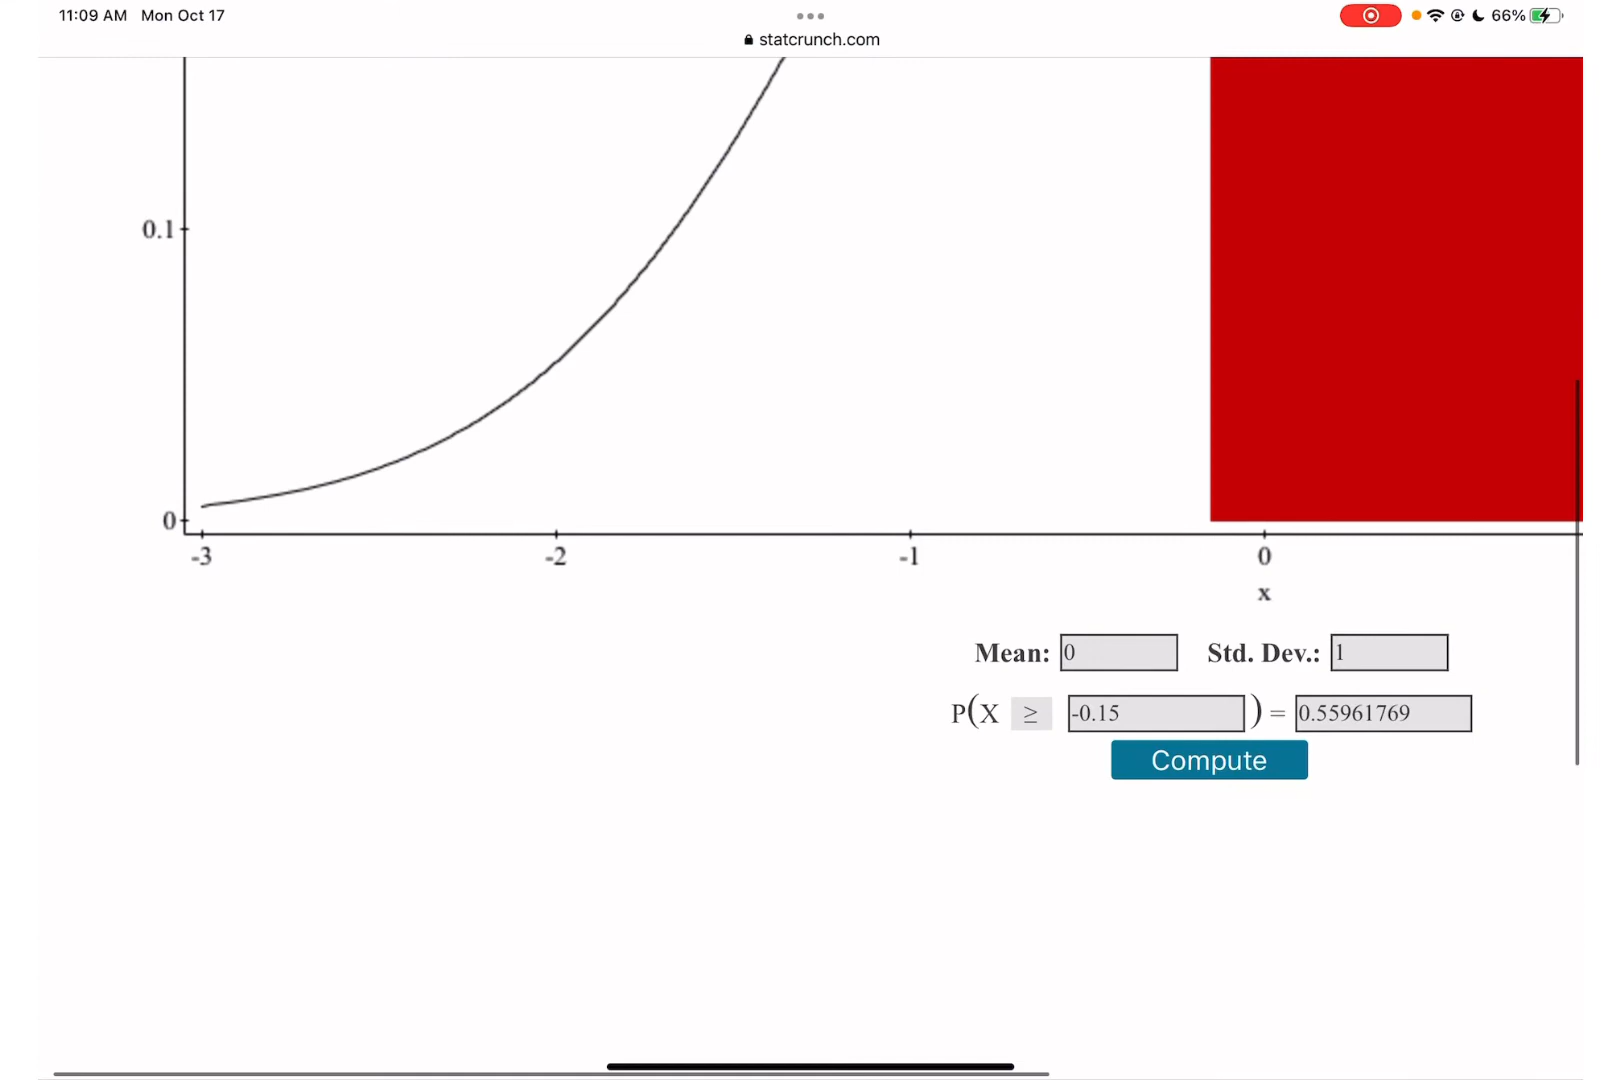 11:09 AM Mon Oct 17
66%
statcrunch.com
0.1
0
-3 -2 -1 0
x
Mean: 0 Std. Dev.: 1
P(X ≥ -0.15) = 0.55961769
Compute